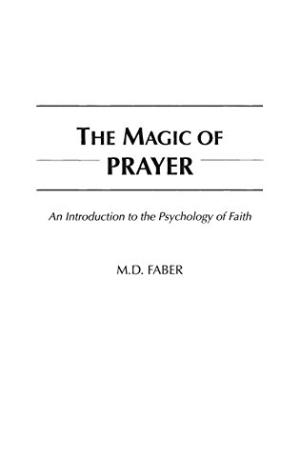 THE MAGIC OF
PRAYER
An Introduction to the Psychology of Faith
M.D. FABER